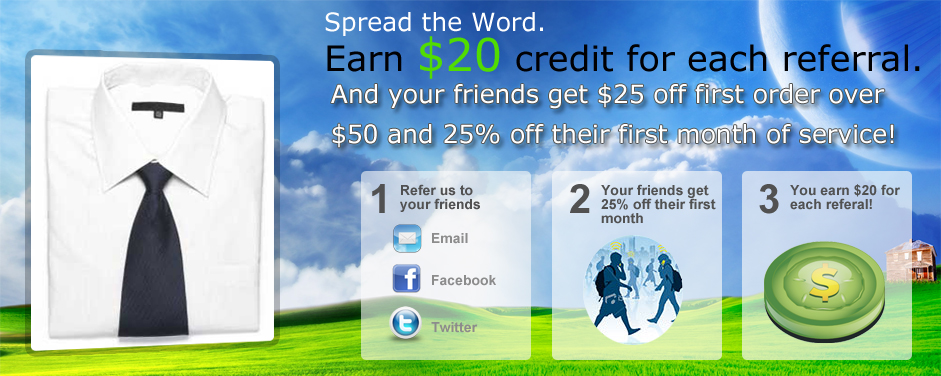 Spread the Word.
Earn $20 credit for each referral.
And your friends get $25 off first order over
$50 and 25% off their first month of service!
1
Refer us to
your friends
Email
Facebook
Twitter
2
Your friends get
25% off their first
month
3
You earn $20 for
each referal!
$